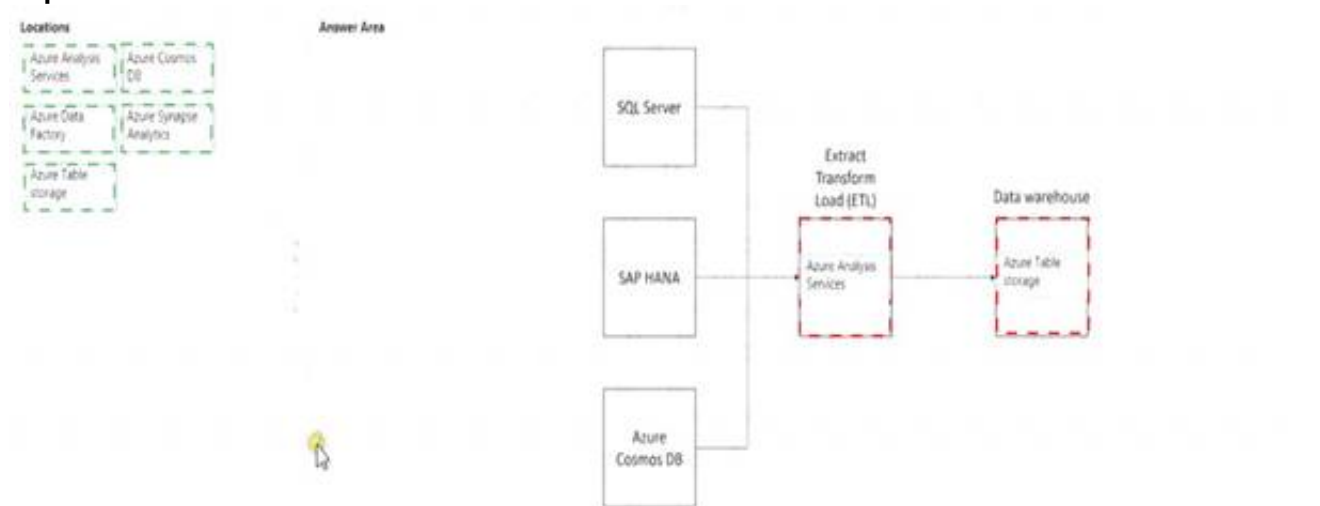 Locations
Answer Area
Azure Analysis
Services
Azure Cosmos
DB
Azure Data
Factory
Azure Synapse
Analytics
Azure Table
storage
SQL Server
SAP HANA
Azure
Cosmos DB
Extract
Transform
Load (ETL)
Azure Analysis
Services
Data warehouse
Azure Table
storage